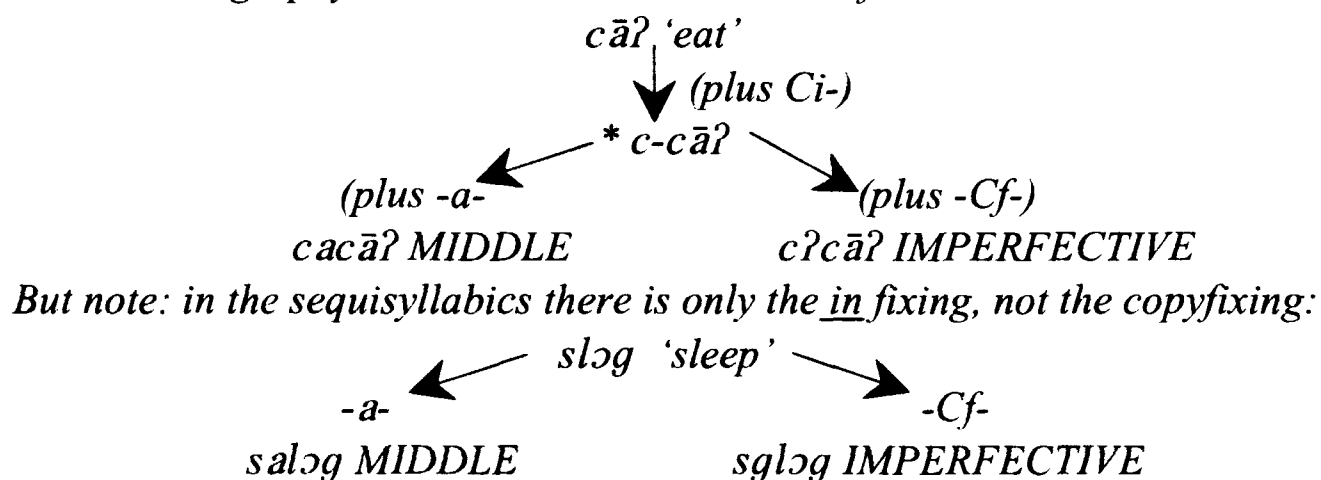 cāʔ 'eat'
(plus Ci-)
* c-cāʔ
(plus -a- (plus -Cf-)
cacāʔ MIDDLE cʔcāʔ IMPERFECTIVE
But note: in the sequisyllabics there is only the in fixing, not the copyfixing:
slɔg 'sleep'
-a- -Cf-
salɔg MIDDLE sglɔg IMPERFECTIVE